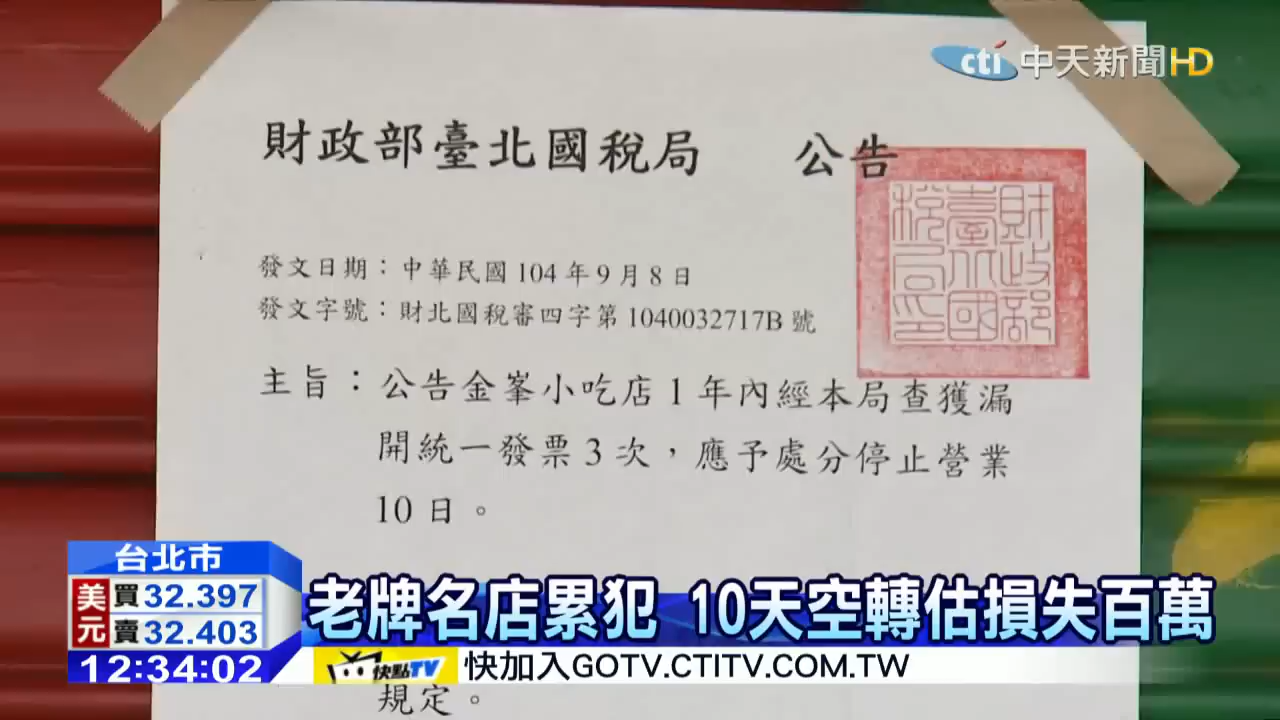 cti 中天新聞HD
財政部臺北國稅局 公告
財政部臺北國稅局印
發文日期：中華民國104年9月8日
發文字號：財北國稅審四字第1040032717B號
主旨：公告金峯小吃店1年內經本局查獲漏
開統一發票3次，應予處分停止營業
10日。
台北市
美元 買 32.397
賣 32.403
12:34:02
老牌名店累犯 10天空轉估損失百萬
快點TV 快加入GOTV.CTITV.COM.TW
規定。